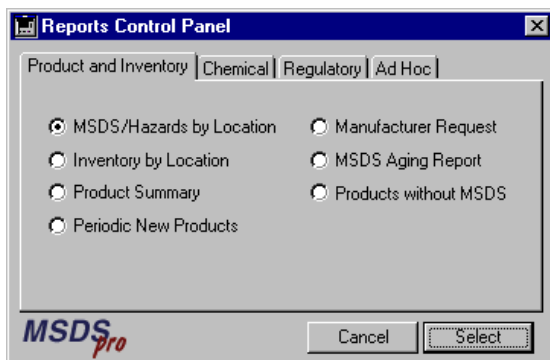 Reports Control Panel
Product and Inventory Chemical Regulatory Ad Hoc
MSDS/Hazards by Location Manufacturer Request
Inventory by Location MSDS Aging Report
Product Summary Products without MSDS
Periodic New Products
MSDS pro Cancel Select